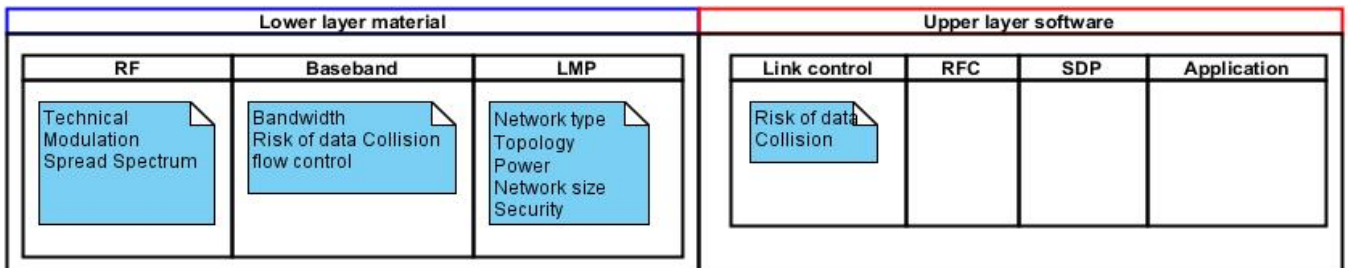 Lower layer material
Upper layer software
RF
Baseband
LMP
Link control
RFC
SDP
Application
Technical
Modulation
Spread Spectrum
Bandwidth
Risk of data Collision
flow control
Network type
Topology
Power
Network size
Security
Risk of data
Collision